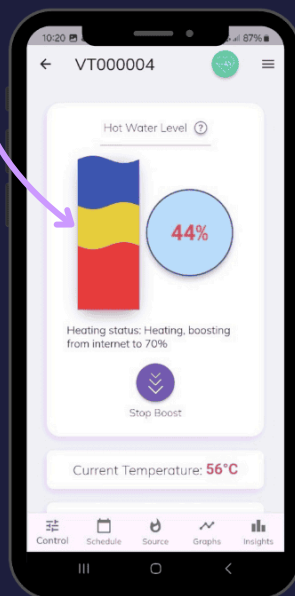 10:20 87%
VT000004
Hot Water Level ?
44%
Heating status: Heating, boosting
from internet to 70%
Stop Boost
Current Temperature: 56°C
Control Schedule Source Graphs Insights